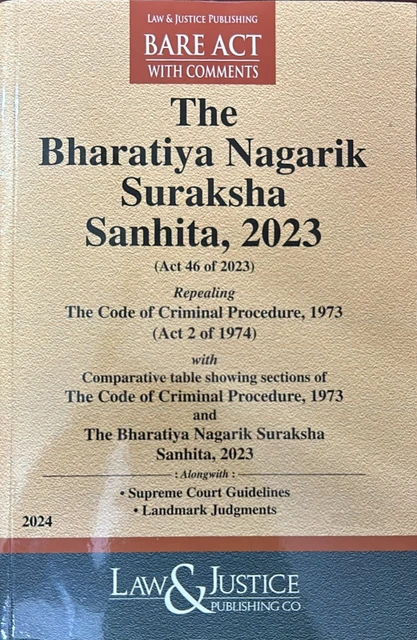 LAW & JUSTICE PUBLISHING
BARE ACT
WITH COMMENTS
The
Bharatiya Nagarik
Suraksha
Sanhita, 2023
(Act 46 of 2023)
Repealing
The Code of Criminal Procedure, 1973
(Act 2 of 1974)
with
Comparative table showing sections of
The Code of Criminal Procedure, 1973
and
The Bharatiya Nagarik Suraksha
Sanhita, 2023
: Alongwith :
• Supreme Court Guidelines
• Landmark Judgments
2024
LAW & JUSTICE
PUBLISHING CO